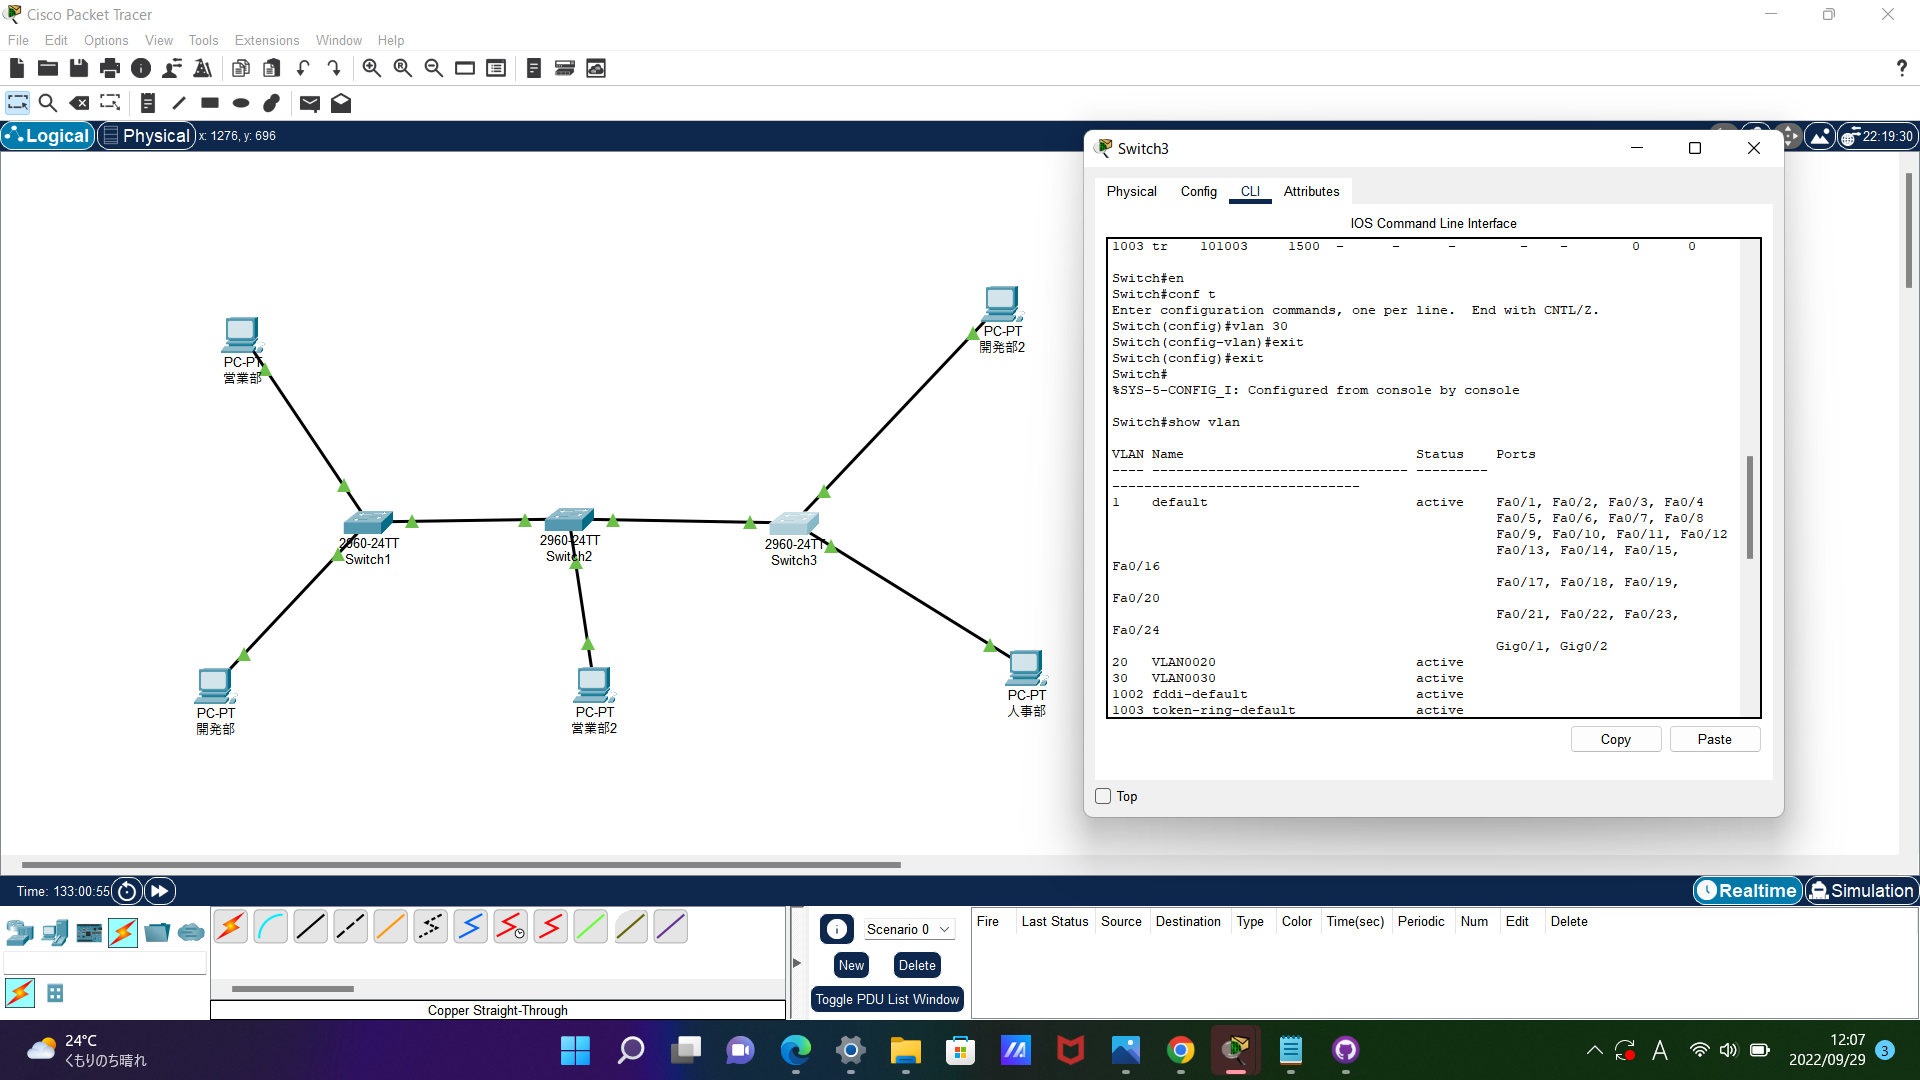 Cisco Packet Tracer
File Edit Options View Tools Extensions Window Help
?
Logical Physical x: 1276, y: 696
22:19:30
Switch3
Physical Config CLI Attributes
IOS Command Line Interface
1003 tr 101003 1500 - - - - - 0 0
Switch#en
Switch#conf t
Enter configuration commands, one per line. End with CNTL/Z.
Switch(config)#vlan 30
Switch(config-vlan)#exit
Switch(config)#exit
Switch#
%SYS-5-CONFIG_I: Configured from console by console
Switch#show vlan
VLAN Name Status Ports
---- -------------------------------- ---------
-------------------------------
1 default active Fa0/1, Fa0/2, Fa0/3, Fa0/4
Fa0/5, Fa0/6, Fa0/7, Fa0/8
Fa0/9, Fa0/10, Fa0/11, Fa0/12
Fa0/13, Fa0/14, Fa0/15,
Fa0/16
Fa0/17, Fa0/18, Fa0/19,
Fa0/20
Fa0/21, Fa0/22, Fa0/23,
Fa0/24
Gig0/1, Gig0/2
20 VLAN0020 active
30 VLAN0030 active
1002 fddi-default active
1003 token-ring-default active
Copy Paste
Top
PC-PT
営業部
PC-PT
開発部2
2960-24TT
Switch1
2960-24TT
Switch2
2960-24TT
Switch3
PC-PT
開発部
PC-PT
営業部2
PC-PT
人事部
Time: 133:00:55
Realtime Simulation
Scenario 0
New Delete
Toggle PDU List Window
Fire Last Status Source Destination Type Color Time(sec) Periodic Num Edit Delete
Copper Straight-Through
24°C
くもりのち晴れ
A
12:07
2022/09/29
3